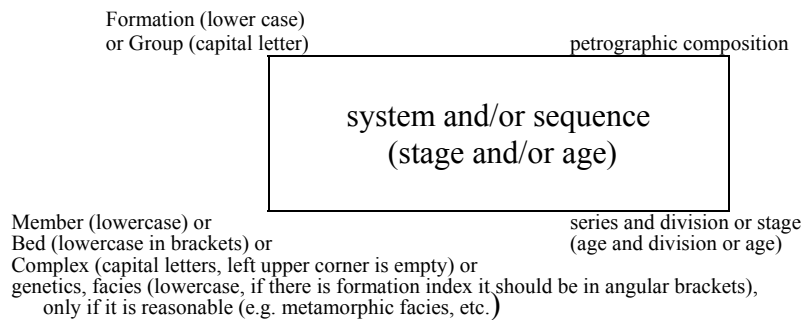 Formation (lower case)
or Group (capital letter)
petrographic composition
system and/or sequence
(stage and/or age)
Member (lowercase) or
Bed (lowercase in brackets) or
Complex (capital letters, left upper corner is empty) or
genetics, facies (lowercase, if there is formation index it should be in angular brackets),
only if it is reasonable (e.g. metamorphic facies, etc.)
series and division or stage
(age and division or age)